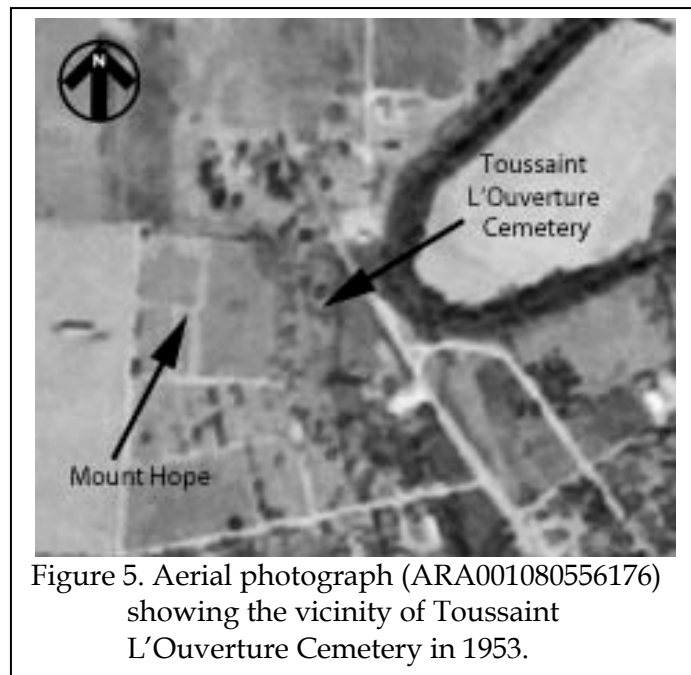 N
Toussaint
L'Ouverture
Cemetery
Mount Hope
Figure 5. Aerial photograph (ARA001080556176)
showing the vicinity of Toussaint
L’Ouverture Cemetery in 1953.